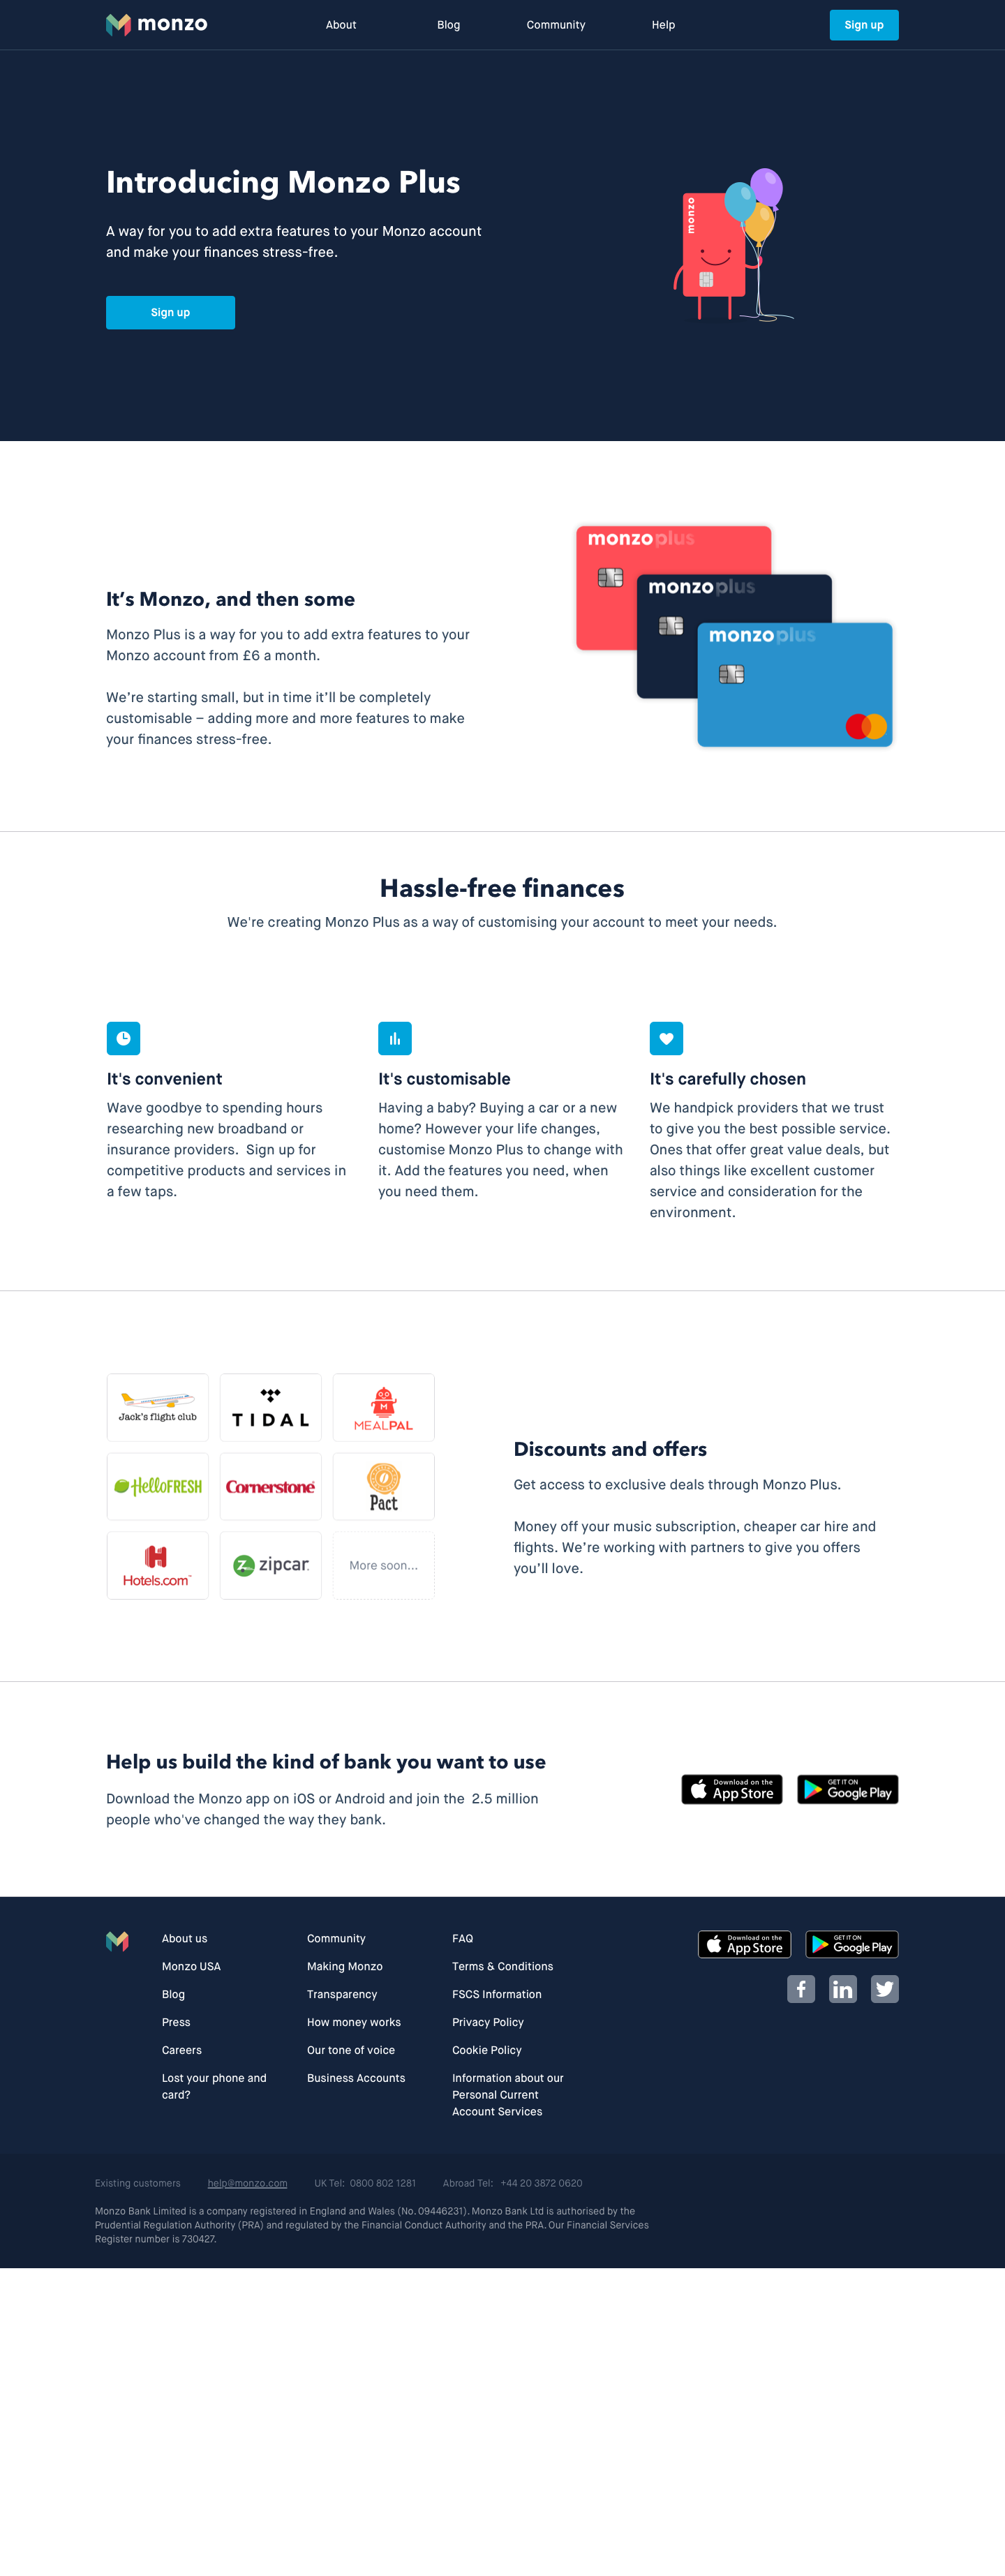 monzo
About
Blog
Community
Help
Sign up
Introducing Monzo Plus
A way for you to add extra features to your Monzo account
and make your finances stress-free.
Sign up
monzo
It’s Monzo, and then some
Monzo Plus is a way for you to add extra features to your
Monzo account from £6 a month.
We’re starting small, but in time it’ll be completely
customisable – adding more and more features to make
your finances stress-free.
monzoplus
monzoplus
monzoplus
Hassle-free finances
We're creating Monzo Plus as a way of customising your account to meet your needs.
It's convenient
Wave goodbye to spending hours
researching new broadband or
insurance providers.  Sign up for
competitive products and services in
a few taps.
It's customisable
Having a baby? Buying a car or a new
home? However your life changes,
customise Monzo Plus to change with
it. Add the features you need, when
you need them.
It's carefully chosen
We handpick providers that we trust
to give you the best possible service.
Ones that offer great value deals, but
also things like excellent customer
service and consideration for the
environment.
Jack's flight club
TIDAL
M
MEALPAL
HelloFRESH
Cornerstone
Pact
H
Hotels.com
Z zipcar
More soon...
Discounts and offers
Get access to exclusive deals through Monzo Plus.
Money off your music subscription, cheaper car hire and
flights. We’re working with partners to give you offers
you’ll love.
Help us build the kind of bank you want to use
Download the Monzo app on iOS or Android and join the  2.5 million
people who've changed the way they bank.
Download on the
App Store
GET IT ON
Google Play
About us
Monzo USA
Blog
Press
Careers
Lost your phone and
card?
Community
Making Monzo
Transparency
How money works
Our tone of voice
Business Accounts
FAQ
Terms & Conditions
FSCS Information
Privacy Policy
Cookie Policy
Information about our
Personal Current
Account Services
Download on the
App Store
GET IT ON
Google Play
f
in
Existing customers
help@monzo.com
UK Tel:  0800 802 1281
Abroad Tel:  +44 20 3872 0620
Monzo Bank Limited is a company registered in England and Wales (No. 09446231). Monzo Bank Ltd is authorised by the
Prudential Regulation Authority (PRA) and regulated by the Financial Conduct Authority and the PRA. Our Financial Services
Register number is 730427.